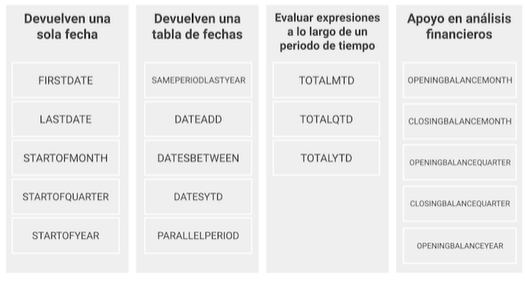 Devuelven una
sola fecha
FIRSTDATE
LASTDATE
STARTOFMONTH
STARTOFQUARTER
STARTOFYEAR
Devuelven una
tabla de fechas
SAMEPERIODLASTYEAR
DATEADD
DATESBETWEEN
DATESYTD
PARALLELPERIOD
Evaluar expresiones
a lo largo de un
periodo de tiempo
TOTALMTD
TOTALQTD
TOTALYTD
Apoyo en análisis
financieros
OPENINGBALANCEMONTH
CLOSINGBALANCEMONTH
OPENINGBALANCEQUARTER
CLOSINGBALANCEQUARTER
OPENINGBALANCEYEAR